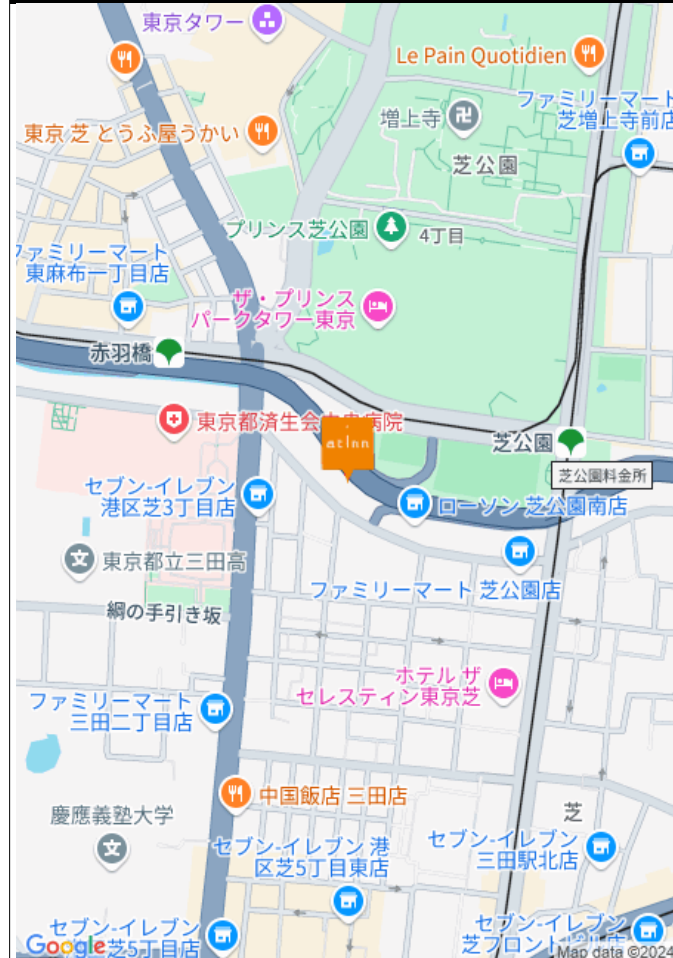 東京タワー
Le Pain Quotidien
ファミリーマート
芝増上寺前店
増上寺
東京 芝 とうふ屋うかい
芝公園
プリンス芝公園
4丁目
ファミリーマート
東麻布一丁目店
ザ・プリンス
パークタワー東京
赤羽橋
東京都済生会中央病院
at Inn
芝公園
芝公園料金所
セブン-イレブン
港区芝3丁目店
ローソン 芝公園南店
東京都立三田高
ファミリーマート 芝公園店
綱の手引き坂
ホテル ザ
セレスティン東京芝
ファミリーマート
三田二丁目店
中国飯店 三田店
芝
慶應義塾大学
セブン-イレブン 港
区芝5丁目東店
セブン-イレブン
三田駅北店
セブン-イレブン
芝5丁目店
セブン-イレブン
芝フロント
Google
Map data ©2024